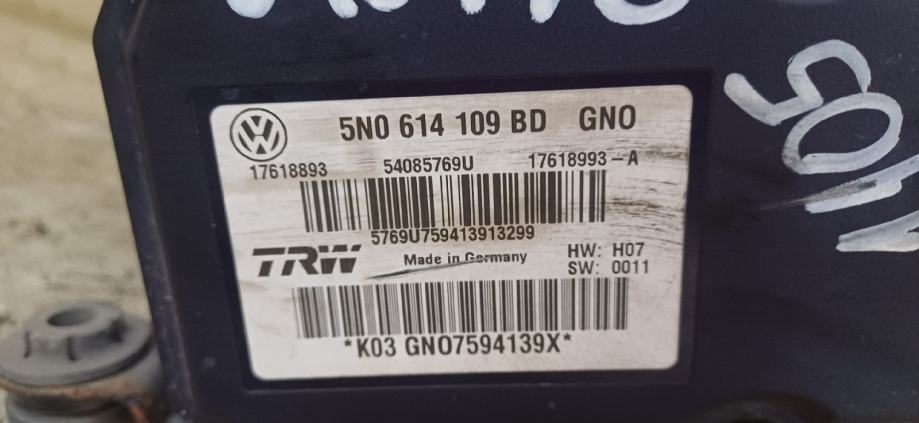 5N0 614 109 BD GNO
17618893 54085769U 17618993-A
5769U759413913299
TRW Made in Germany HW: H07
SW: 0011
*K03 GNO7594139X*